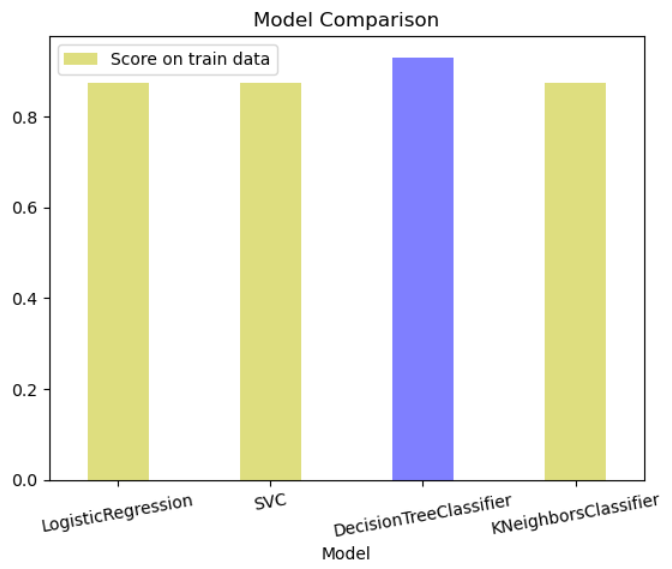 Model Comparison
Score on train data
0.8
0.6
0.4
0.2
0.0
LogisticRegression
SVC
DecisionTreeClassifier
KNeighborsClassifier
Model